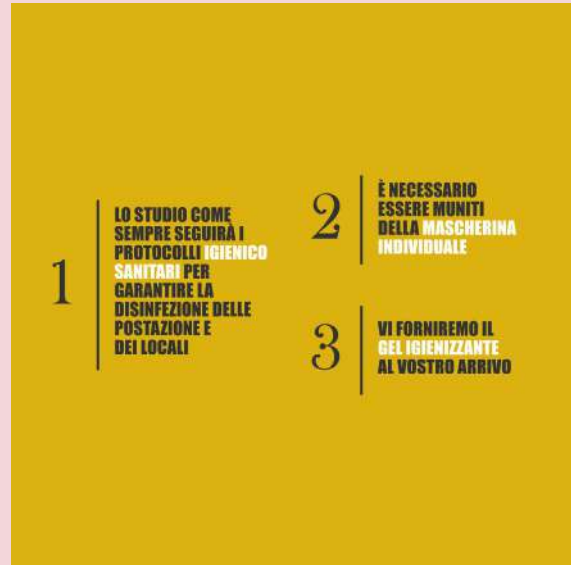 1
LO STUDIO COME
SEMPRE SEGUIRÀ I
PROTOCOLLI IGIENICO
SANITARI PER
GARANTIRE LA
DISINFEZIONE DELLE
POSTAZIONE E
DEI LOCALI
2
È NECESSARIO
ESSERE MUNITI
DELLA MASCHERINA
INDIVIDUALE
3
VI FORNIREMO IL
GEL IGIENIZZANTE
AL VOSTRO ARRIVO